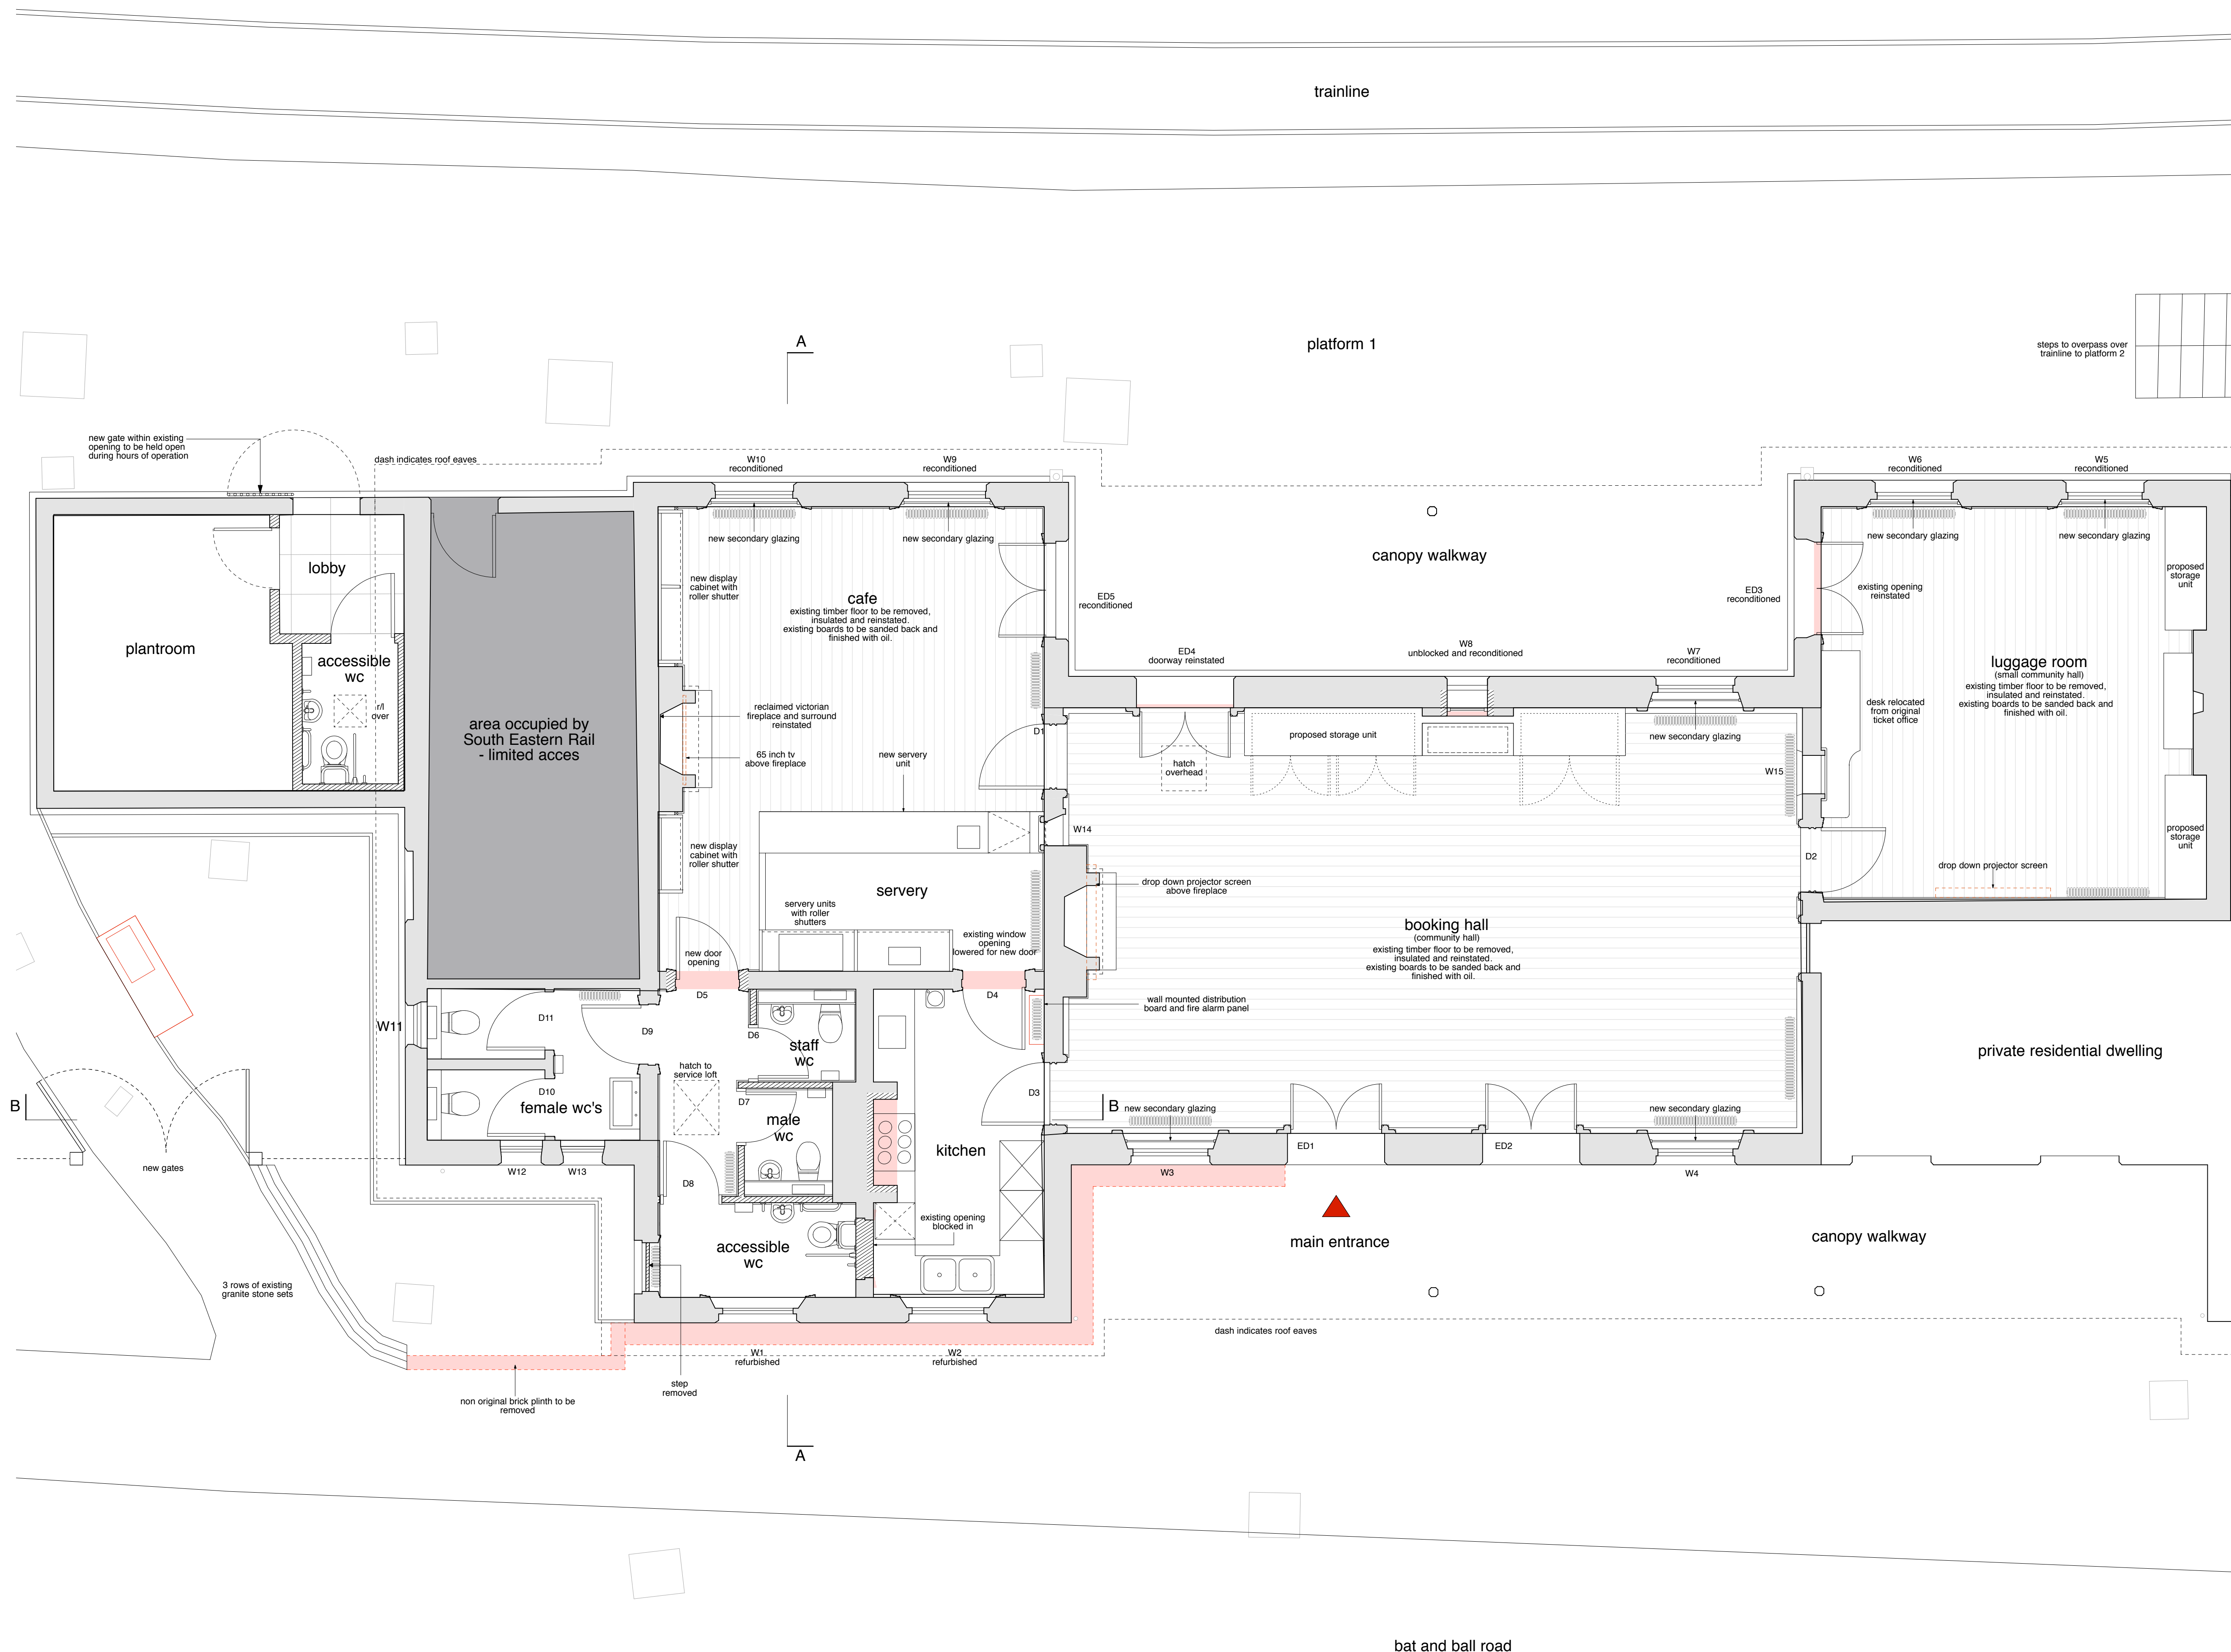 trainline
platform 1
steps to overpass over
trainline to platform 2
A
new gate within existing
opening to be held open
during hours of operation
dash indicates roof eaves
W10
reconditioned
W9
reconditioned
W6
reconditioned
W5
reconditioned
new secondary glazing
new secondary glazing
new secondary glazing
new secondary glazing
canopy walkway
lobby
new display
cabinet with
roller shutter
cafe
existing timber floor to be removed,
insulated and reinstated.
existing boards to be sanded back and
finished with oil.
ED5
reconditioned
ED3
reconditioned
existing opening
reinstated
proposed
storage
unit
plantroom
accessible
wc
r/l
over
ED4
doorway reinstated
W8
unblocked and reconditioned
W7
reconditioned
luggage room
(small community hall)
existing timber floor to be removed,
insulated and reinstated.
existing boards to be sanded back and
finished with oil.
desk relocated
from original
ticket office
area occupied by
South Eastern Rail
- limited acces
reclaimed victorian
fireplace and surround
reinstated
65 inch tv
above fireplace
new servery
unit
D1
hatch
overhead
proposed storage unit
new secondary glazing
W15
W14
new display
cabinet with
roller shutter
servery
servery units
with roller
shutters
existing window
opening
lowered for new door
drop down projector screen
above fireplace
D2
drop down projector screen
proposed
storage
unit
booking hall
(community hall)
existing timber floor to be removed,
insulated and reinstated.
existing boards to be sanded back and
finished with oil.
new door
opening
D5
D4
wall mounted distribution
board and fire alarm panel
W11
D11
D9
D6
staff
wc
hatch to
service loft
D10
female wc's
D7
male
wc
D3
kitchen
private residential dwelling
B
B
new secondary glazing
new secondary glazing
new gates
W12
W13
D8
ED1
ED2
W3
W4
existing opening
blocked in
accessible
wc
main entrance
canopy walkway
3 rows of existing
granite stone sets
dash indicates roof eaves
W1
refurbished
W2
refurbished
step
removed
non original brick plinth to be
removed
A
bat and ball road